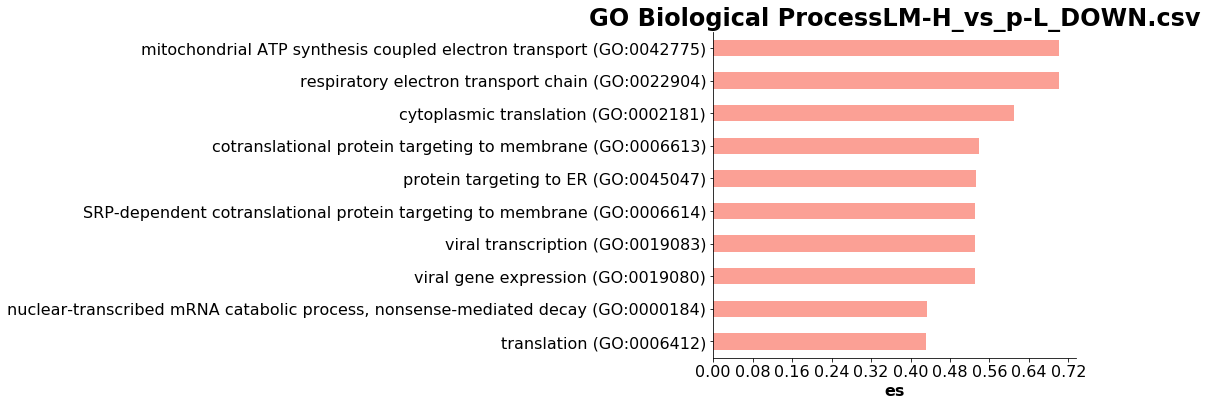 GO Biological ProcessLM-H_vs_p-L_DOWN.csv
mitochondrial ATP synthesis coupled electron transport (GO:0042775)
respiratory electron transport chain (GO:0022904)
cytoplasmic translation (GO:0002181)
cotranslational protein targeting to membrane (GO:0006613)
protein targeting to ER (GO:0045047)
SRP-dependent cotranslational protein targeting to membrane (GO:0006614)
viral transcription (GO:0019083)
viral gene expression (GO:0019080)
nuclear-transcribed mRNA catabolic process, nonsense-mediated decay (GO:0000184)
translation (GO:0006412)
0.00 0.08 0.16 0.24 0.32 0.40 0.48 0.56 0.64 0.72
es